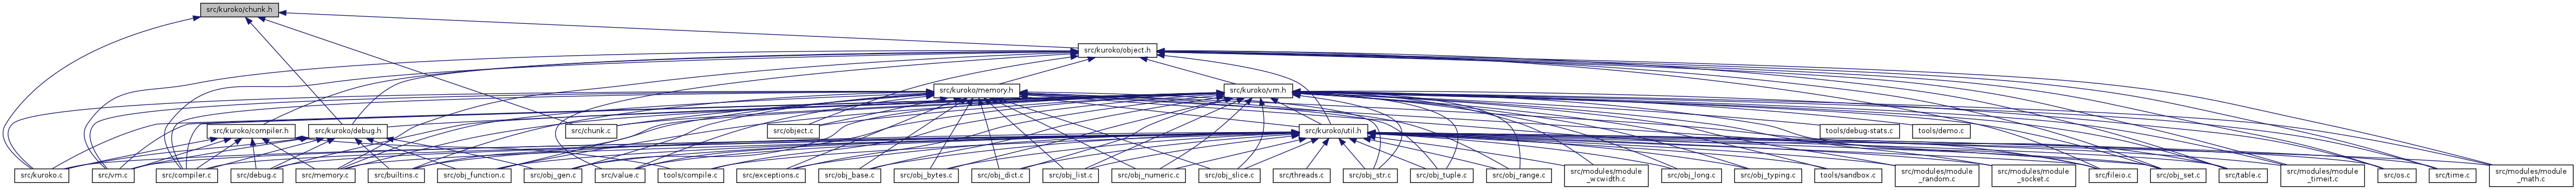 src/kuroko/chunk.h
src/kuroko/object.h
src/kuroko/memory.h
src/kuroko/vm.h
src/kuroko/compiler.h
src/kuroko/debug.h
src/chunk.c
src/object.c
src/kuroko/util.h
tools/debug-stats.c
tools/demo.c
src/kuroko.c
src/vm.c
src/compiler.c
src/debug.c
src/memory.c
src/builtins.c
src/obj_function.c
src/obj_gen.c
src/value.c
tools/compile.c
src/exceptions.c
src/obj_base.c
src/obj_bytes.c
src/obj_dict.c
src/obj_list.c
src/obj_numeric.c
src/obj_slice.c
src/threads.c
src/obj_str.c
src/obj_tuple.c
src/obj_range.c
src/modules/module
_wcwidth.c
src/obj_long.c
src/obj_typing.c
tools/sandbox.c
src/modules/module
_random.c
src/modules/module
_socket.c
src/fileio.c
src/obj_set.c
src/table.c
src/modules/module
_timeit.c
src/os.c
src/time.c
src/modules/module
_math.c